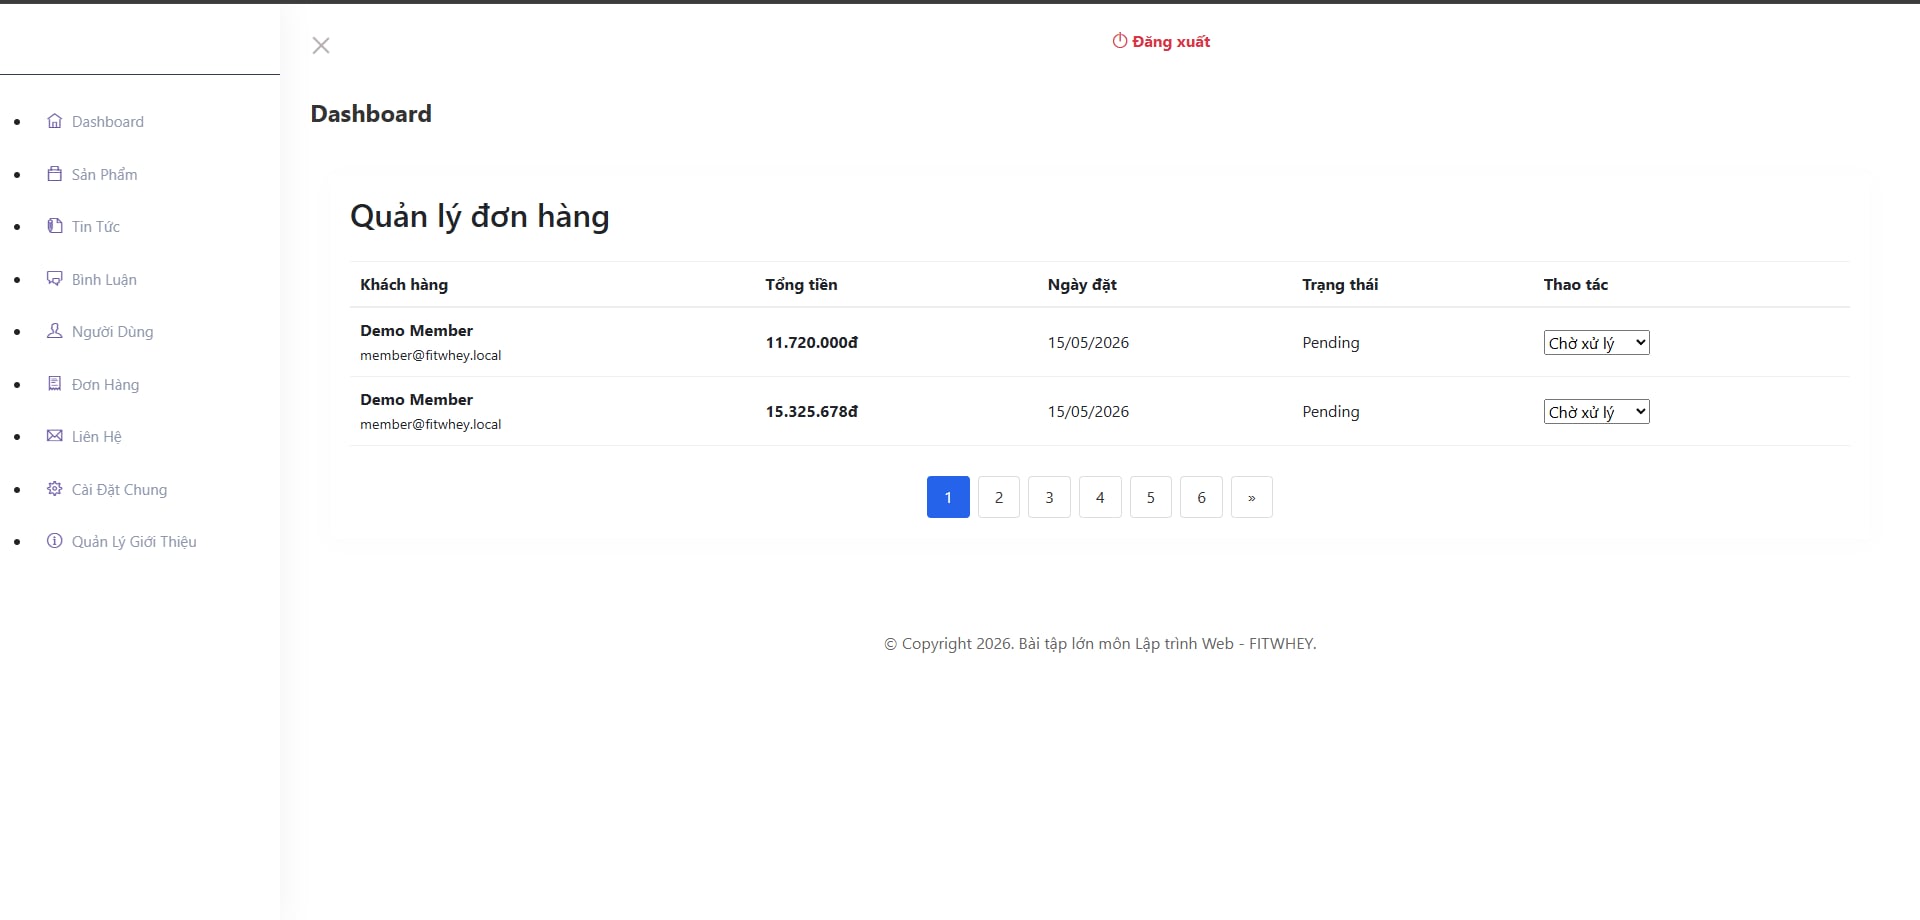 Đăng xuất
Dashboard
Sản Phẩm
Tin Tức
Bình Luận
Người Dùng
Đơn Hàng
Liên Hệ
Cài Đặt Chung
Quản Lý Giới Thiệu
Dashboard
Quản lý đơn hàng
Khách hàng Tổng tiền Ngày đặt Trạng thái Thao tác
Demo Member
member@fitwhey.local
11.720.000đ 15/05/2026 Pending Chờ xử lý
Demo Member
member@fitwhey.local
15.325.678đ 15/05/2026 Pending Chờ xử lý
1 2 3 4 5 6 »
© Copyright 2026. Bài tập lớn môn Lập trình Web - FITWHEY.